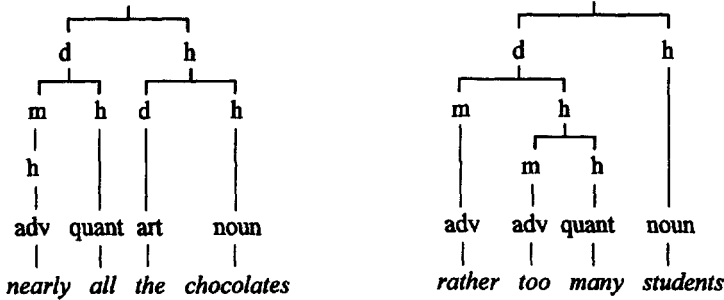 d h d h
m h d h m h
h m h
adv quant art noun adv adv quant noun
nearly all the chocolates rather too many students